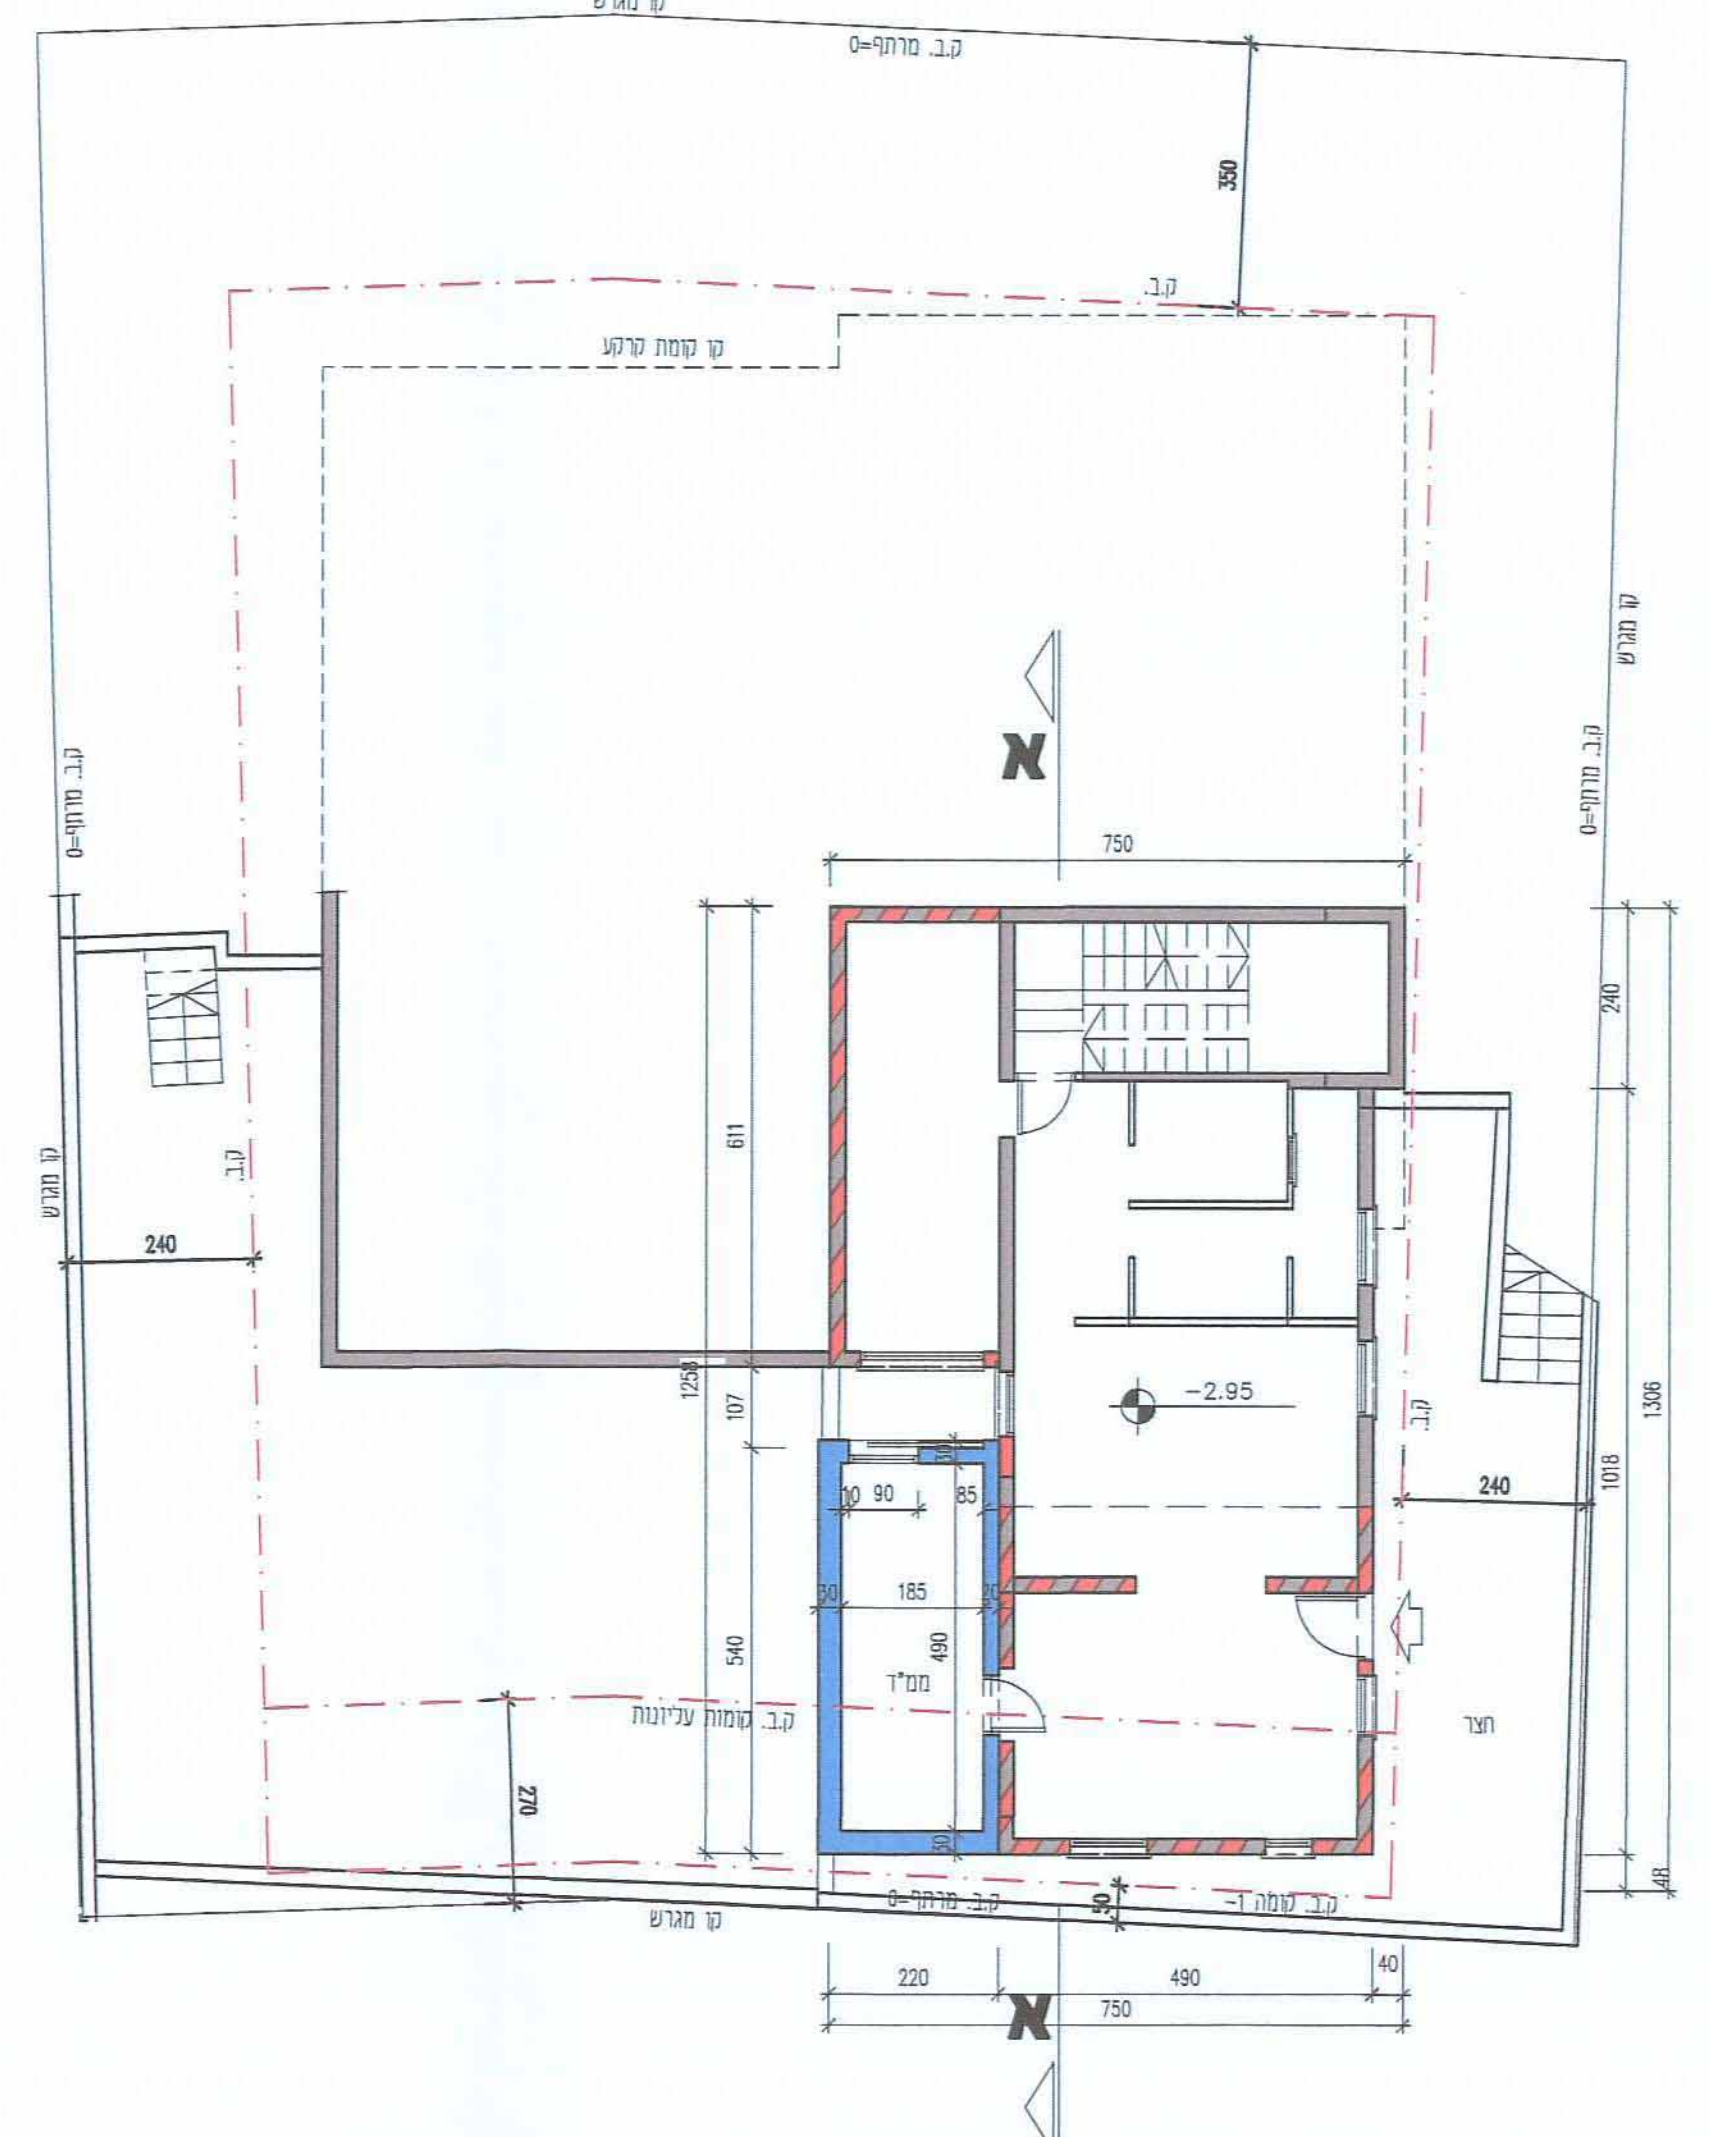 קו מגרש
ק.ב. מרתף=0
350
ק.ב.
קו קומת קרקע
קו מגרש
ק.ב. מרתף=0
ק.ב. מרתף=0
א
750
240
611
קו מגרש
ק.ב.
240
1258
107
-2.95
ק.ב.
1306
1018
240
30
10 90 85
30 185 20
540
490
ממ"ד
ק.ב. קומות עליונות
חצר
270
30
48
ק.ב. מרתף=0
50
ק.ב. קומה 1-
קו מגרש
220 490 40
750
א